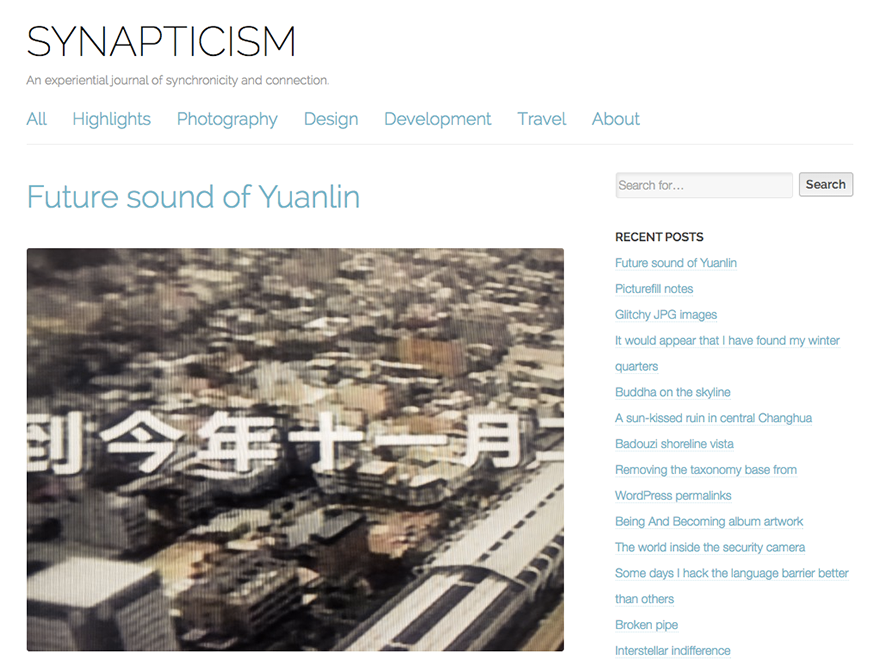 SYNAPTICISM
An experiential journal of synchronicity and connection.
All Highlights Photography Design Development Travel About
Future sound of Yuanlin
到今年十一月二
Search for...
Search
RECENT POSTS
Future sound of Yuanlin
Picturefill notes
Glitchy JPG images
It would appear that I have found my winter
quarters
Buddha on the skyline
A sun-kissed ruin in central Changhua
Badouzi shoreline vista
Removing the taxonomy base from
WordPress permalinks
Being And Becoming album artwork
The world inside the security camera
Some days I hack the language barrier better
than others
Broken pipe
Interstellar indifference